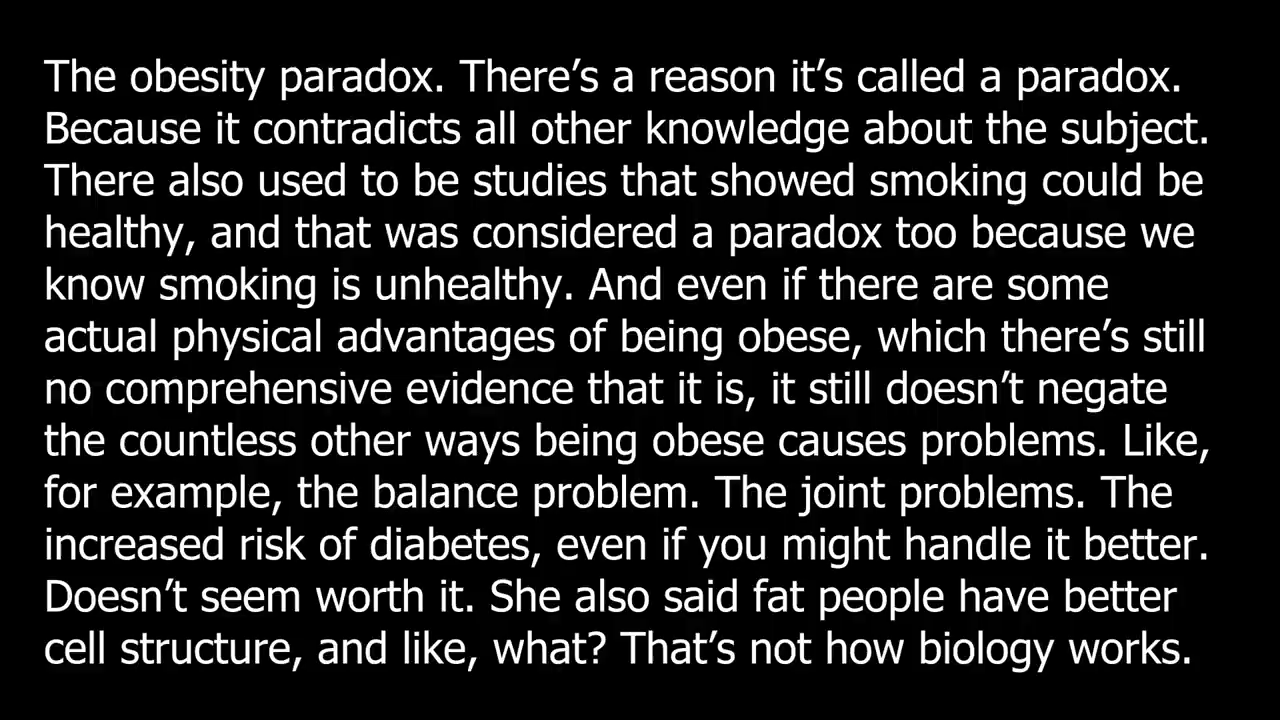 The obesity paradox. There’s a reason it’s called a paradox.
Because it contradicts all other knowledge about the subject.
There also used to be studies that showed smoking could be
healthy, and that was considered a paradox too because we
know smoking is unhealthy. And even if there are some
actual physical advantages of being obese, which there’s still
no comprehensive evidence that it is, it still doesn’t negate
the countless other ways being obese causes problems. Like,
for example, the balance problem. The joint problems. The
increased risk of diabetes, even if you might handle it better.
Doesn’t seem worth it. She also said fat people have better
cell structure, and like, what? That’s not how biology works.